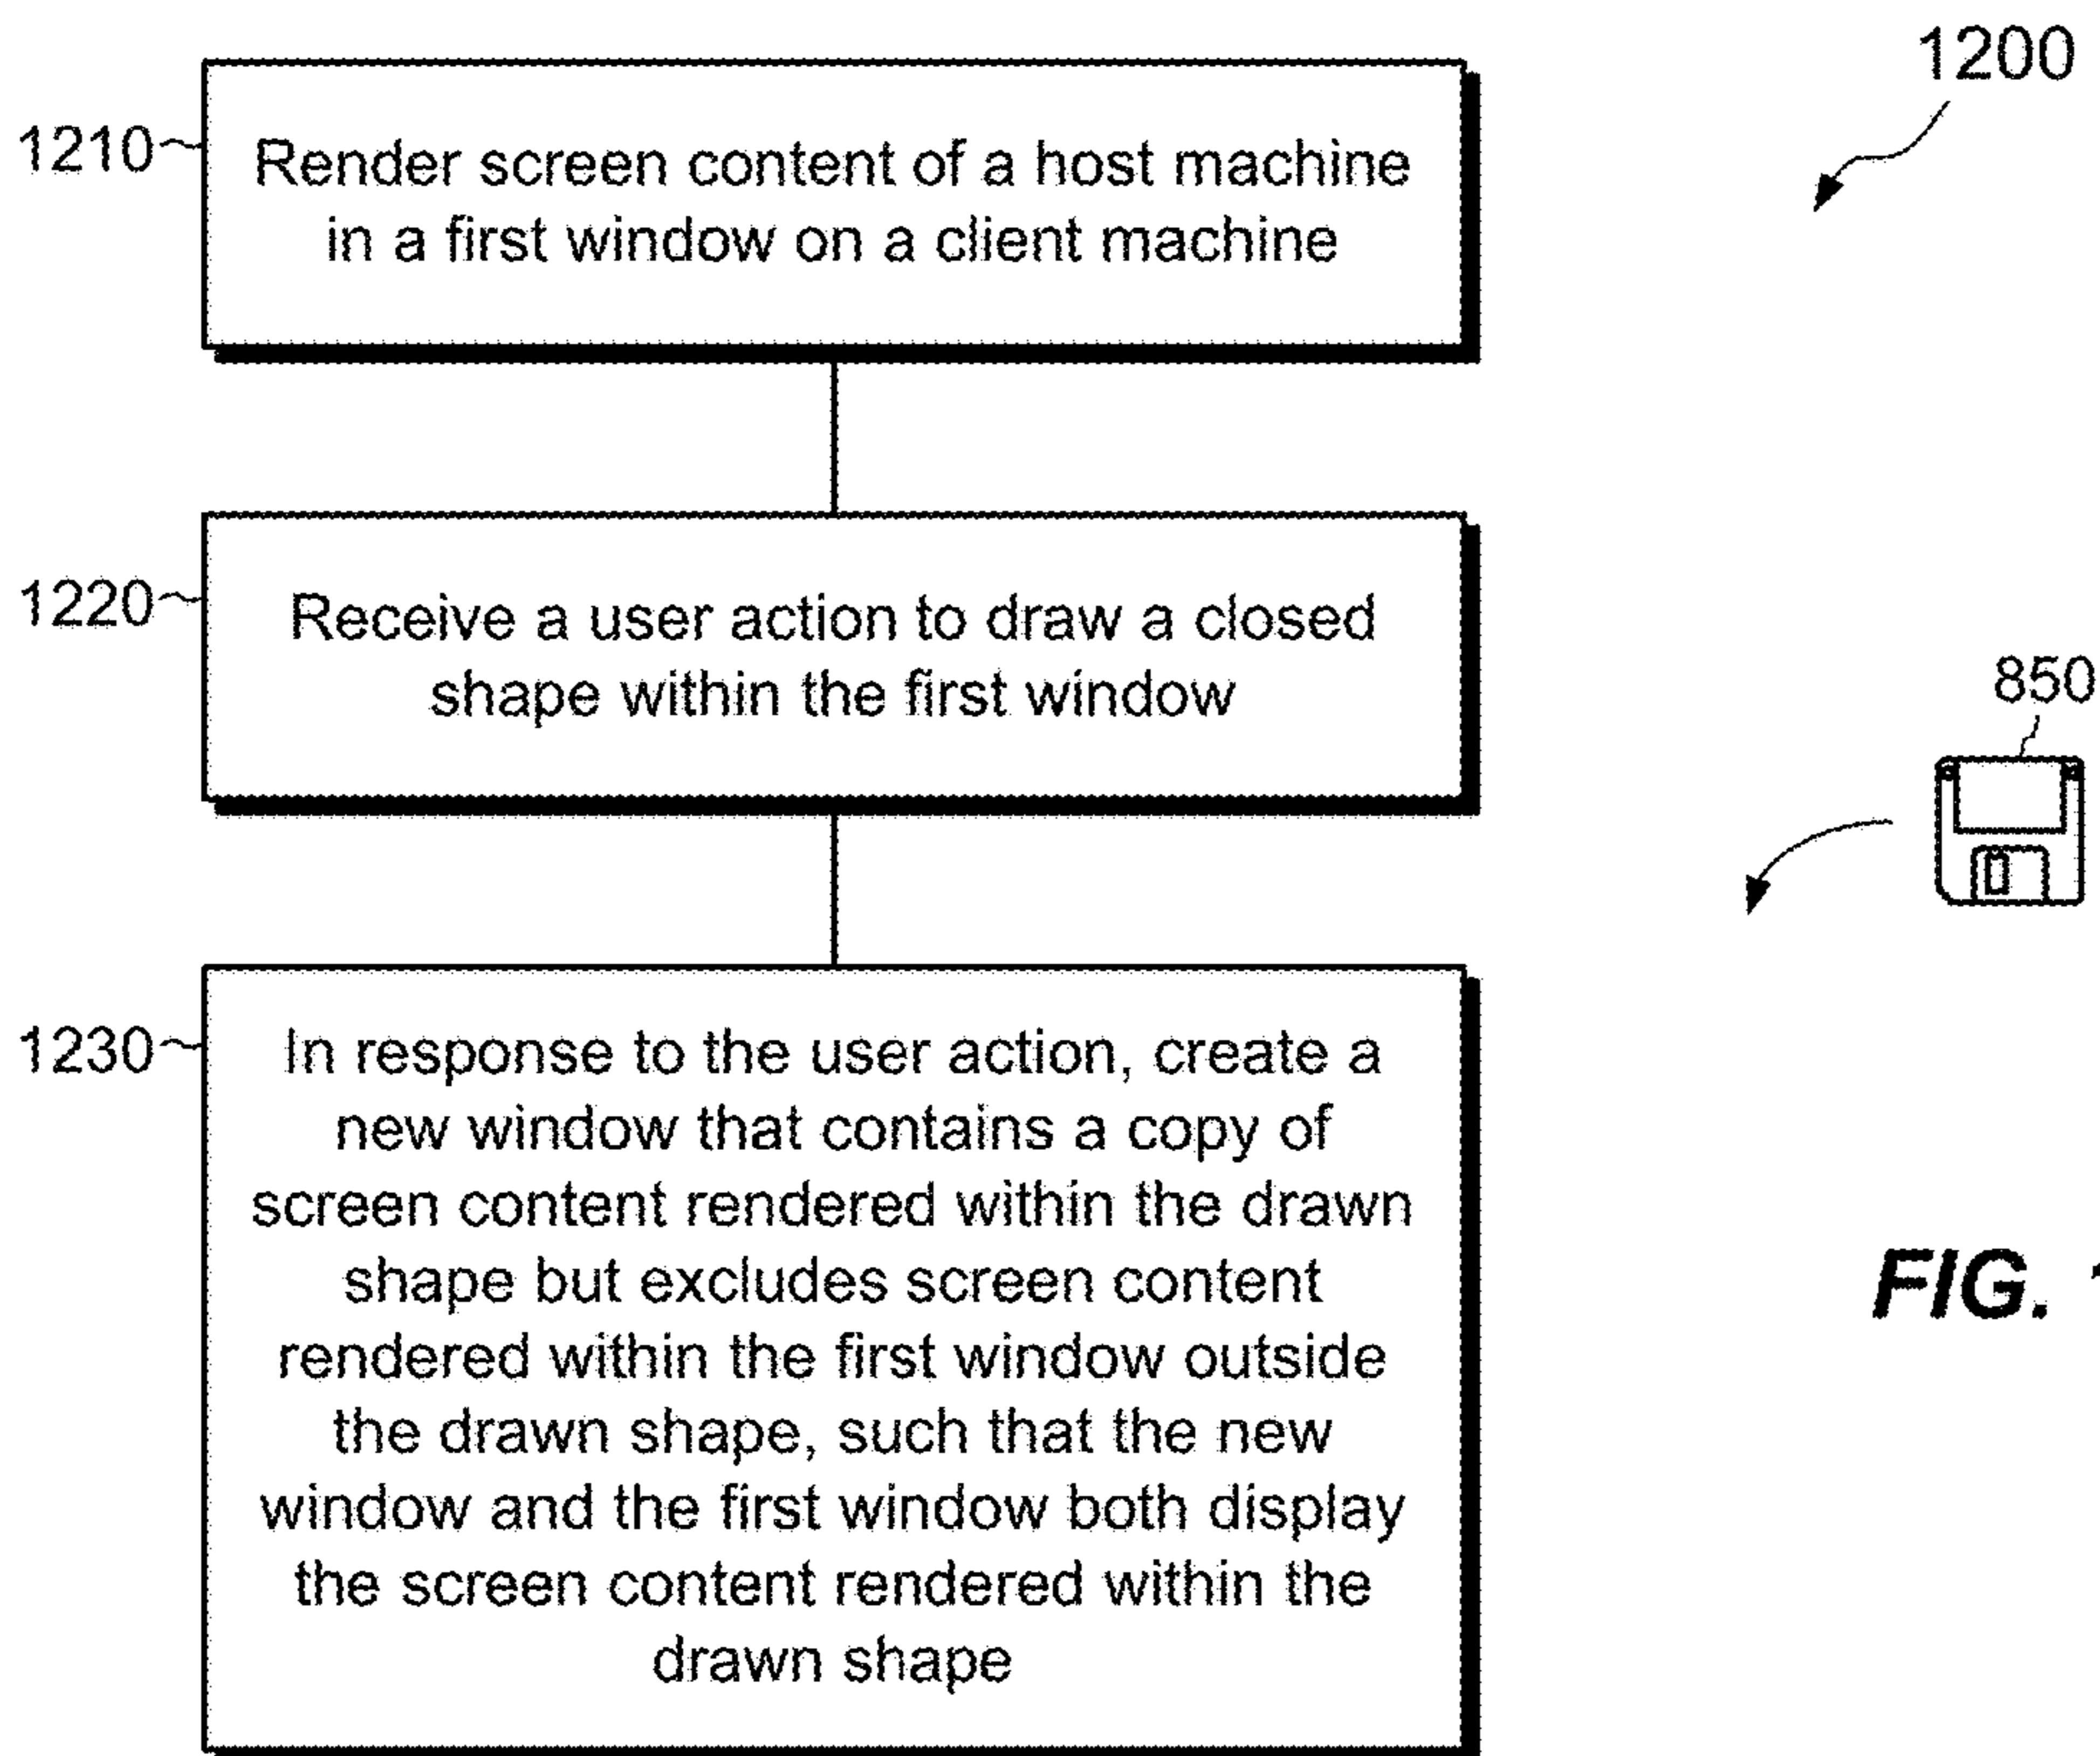 1200
1210
Render screen content of a host machine
in a first window on a client machine
1220
Receive a user action to draw a closed
shape within the first window
850
1230
In response to the user action, create a
new window that contains a copy of
screen content rendered within the drawn
shape but excludes screen content
rendered within the first window outside
the drawn shape, such that the new
window and the first window both display
the screen content rendered within the
drawn shape
FIG.